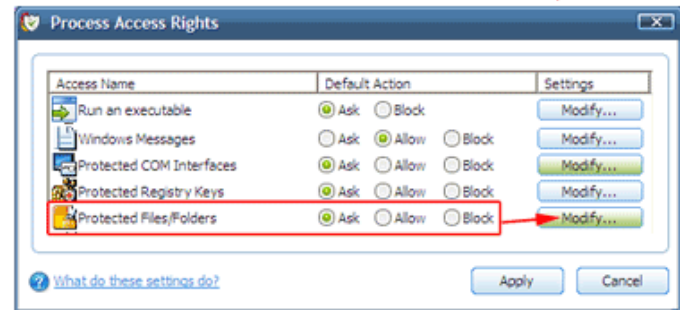 Process Access Rights
Access Name Default Action Settings
Run an executable Ask Block Modify...
Windows Messages Ask Allow Block Modify...
Protected COM Interfaces Ask Allow Block Modify...
Protected Registry Keys Ask Allow Block Modify...
Protected Files/Folders Ask Allow Block Modify...
What do these settings do? Apply Cancel